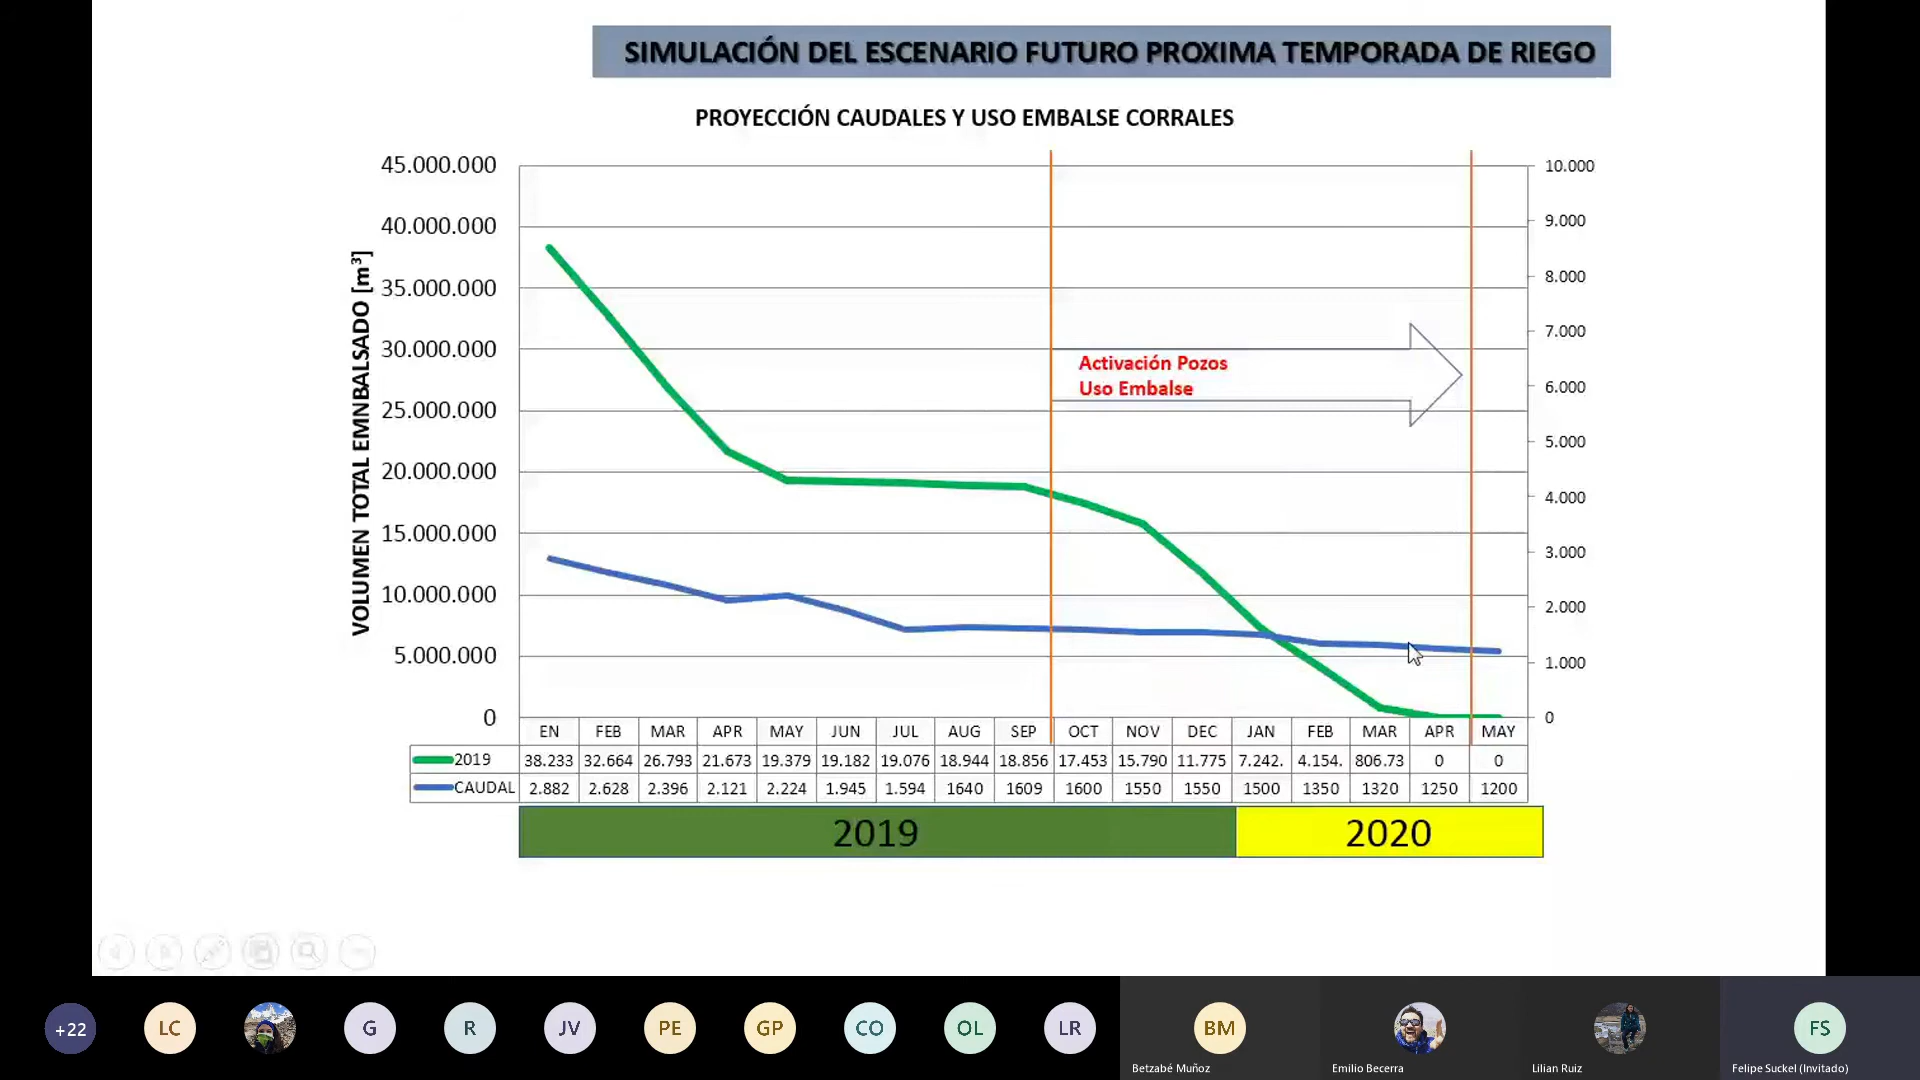 SIMULACIÓN DEL ESCENARIO FUTURO PROXIMA TEMPORADA DE RIEGO
PROYECCIÓN CAUDALES Y USO EMBALSE CORRALES
VOLUMEN TOTAL EMNBALSADO [m³]
45.000.000
40.000.000
35.000.000
30.000.000
25.000.000
20.000.000
15.000.000
10.000.000
5.000.000
0
10.000
9.000
8.000
7.000
6.000
5.000
4.000
3.000
2.000
1.000
0
Activación Pozos
Uso Embalse
EN FEB MAR APR MAY JUN JUL AUG SEP OCT NOV DEC JAN FEB MAR APR MAY
2019 38.233 32.664 26.793 21.673 19.379 19.182 19.076 18.944 18.856 17.453 15.790 11.775 7.242. 4.154. 806.73 0 0
CAUDAL 2.882 2.628 2.396 2.121 2.224 1.945 1.594 1640 1609 1600 1550 1550 1500 1350 1320 1250 1200
2019 2020
+22 LC G R JV PE GP CO OL LR BM FS
Betzabé Muñoz Emilio Becerra Lilian Ruiz Felipe Suckel (Invitado)